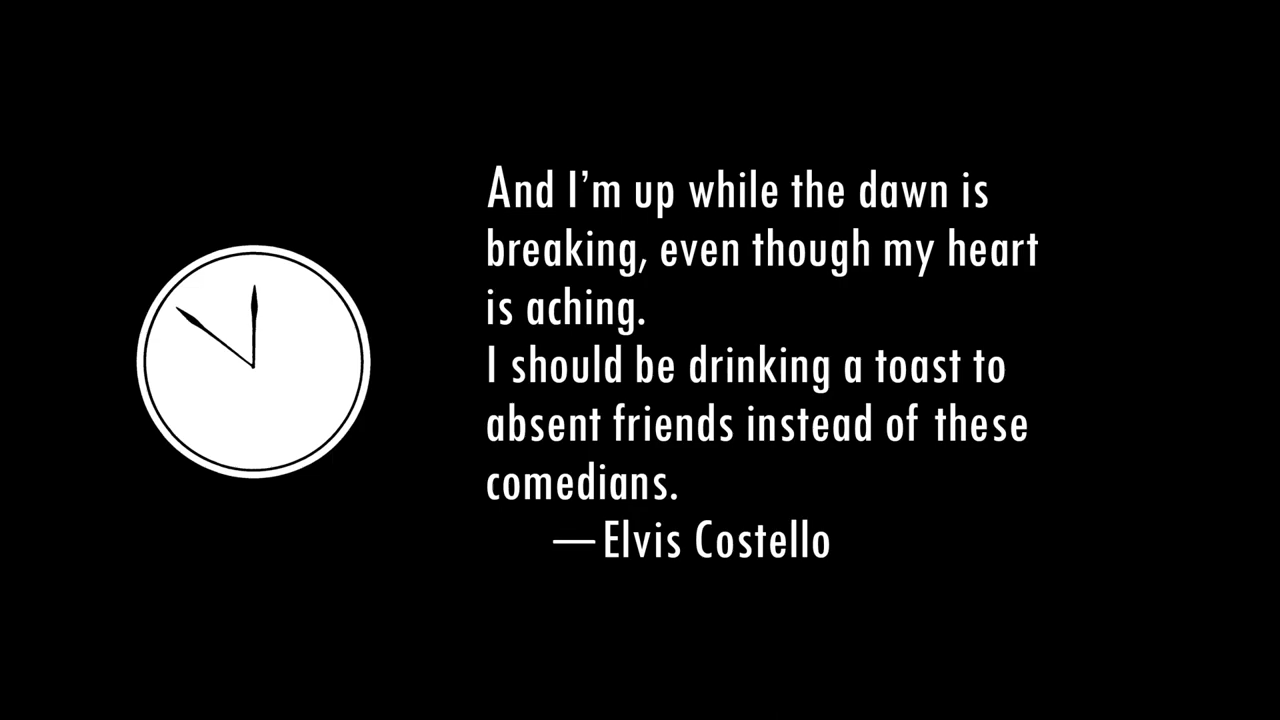 And I’m up while the dawn is
breaking, even though my heart
is aching.
I should be drinking a toast to
absent friends instead of these
comedians.
—Elvis Costello